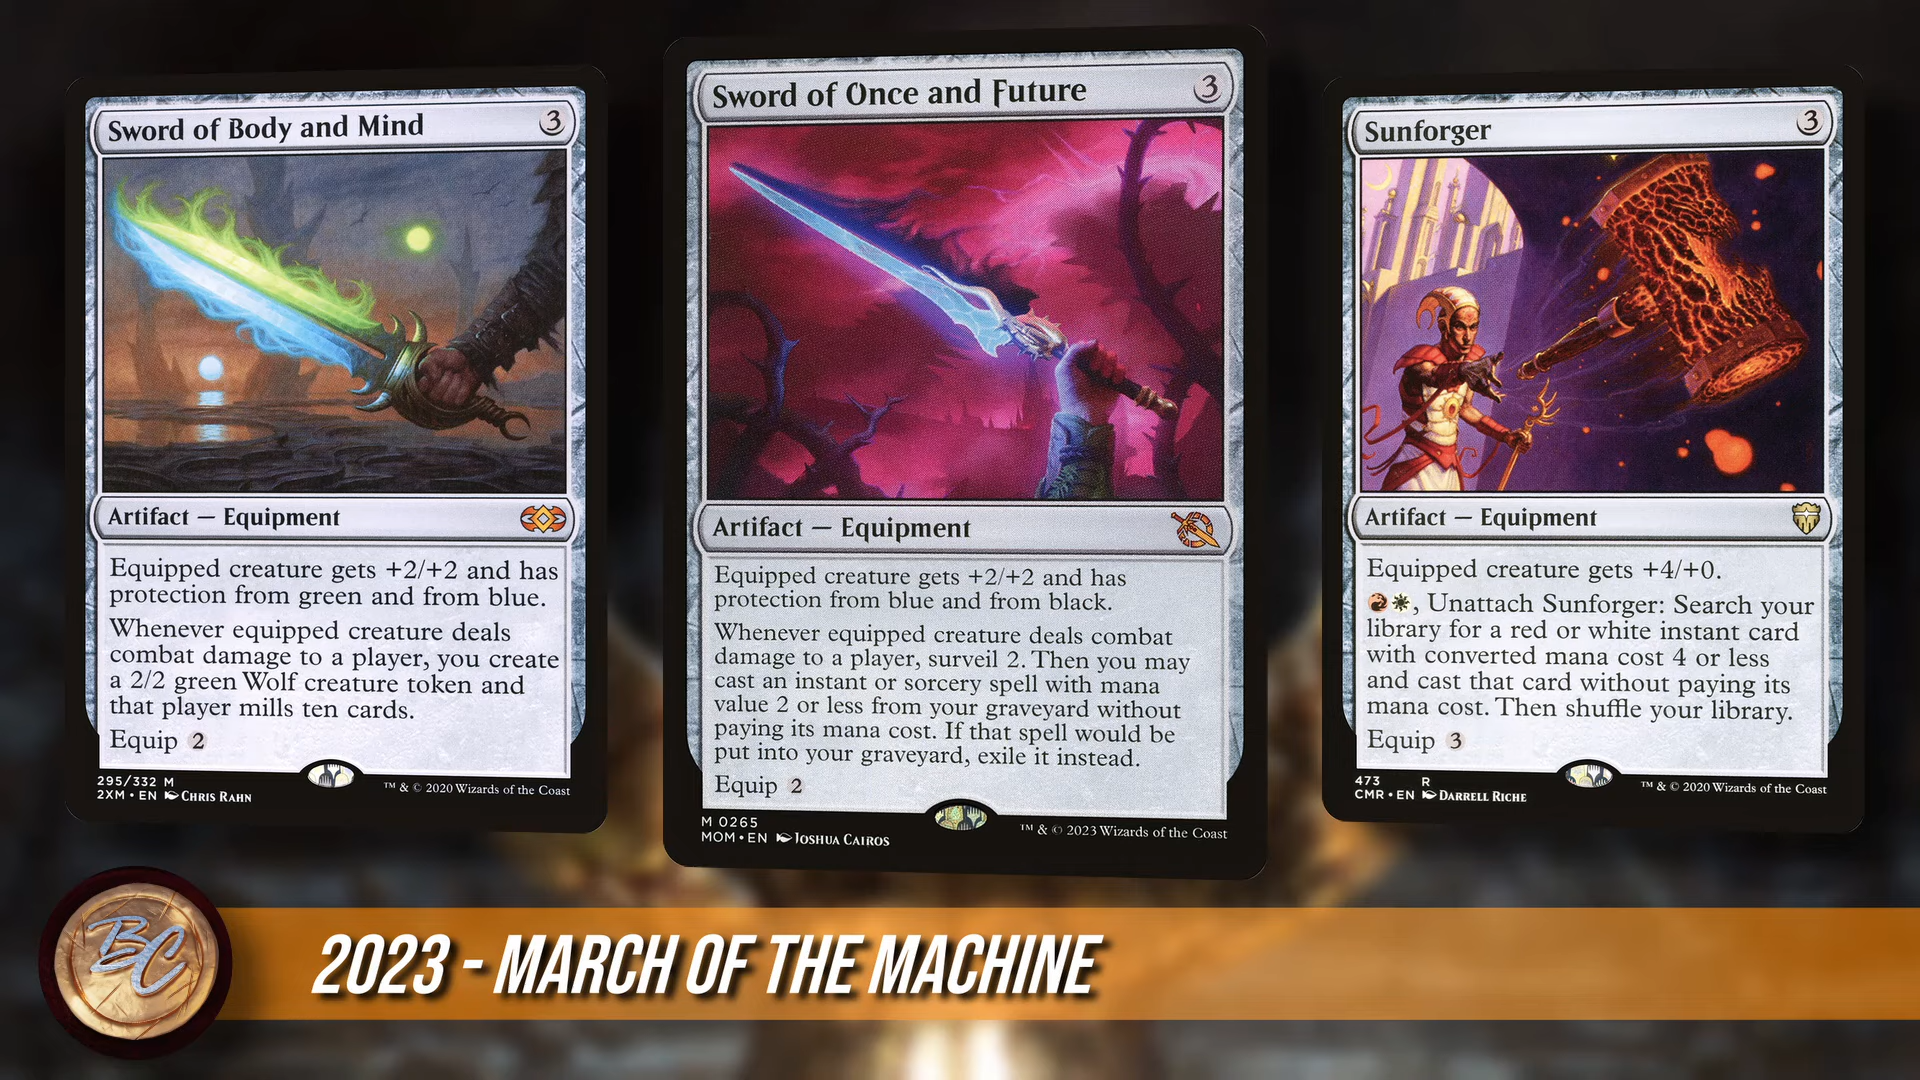 Sword of Body and Mind 3
Artifact — Equipment
Equipped creature gets +2/+2 and has
protection from green and from blue.
Whenever equipped creature deals
combat damage to a player, you create
a 2/2 green Wolf creature token and
that player mills ten cards.
Equip 2
295/332 M
2XM • EN CHRIS RAHN
™ & © 2020 Wizards of the Coast
Sword of Once and Future 3
Artifact — Equipment
Equipped creature gets +2/+2 and has
protection from blue and from black.
Whenever equipped creature deals combat
damage to a player, surveil 2. Then you may
cast an instant or sorcery spell with mana
value 2 or less from your graveyard without
paying its mana cost. If that spell would be
put into your graveyard, exile it instead.
Equip 2
M 0265
MOM • EN JOSHUA CAIROS
™ & © 2023 Wizards of the Coast
Sunforger 3
Artifact — Equipment
Equipped creature gets +4/+0.
, Unattach Sunforger: Search your
library for a red or white instant card
with converted mana cost 4 or less
and cast that card without paying its
mana cost. Then shuffle your library.
Equip 3
473 R
CMR • EN DARRELL RICHE
™ & © 2020 Wizards of the Coast
BC
2023 - MARCH OF THE MACHINE